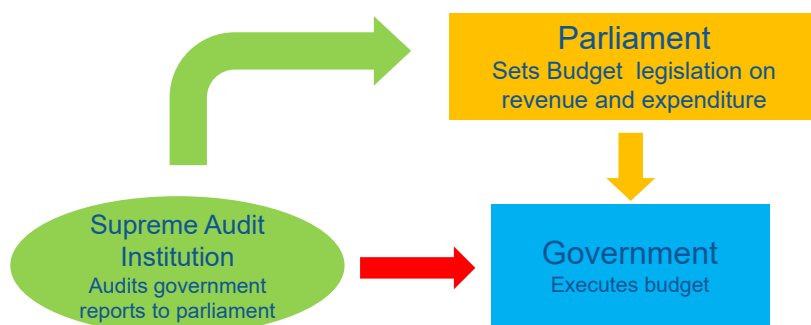 Parliament
Sets Budget  legislation on
revenue and expenditure
Supreme Audit
Institution
Audits government
reports to parliament
Government
Executes budget